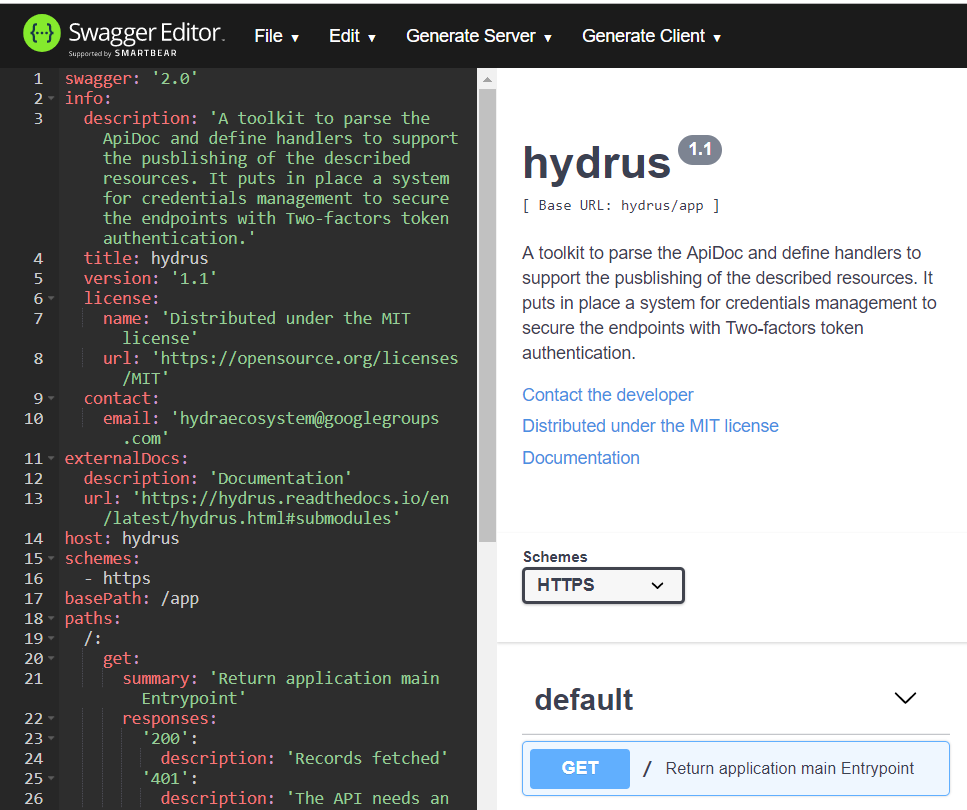 Swagger Editor.
Supported by SMARTBEAR
File ▼ Edit ▼ Generate Server ▼ Generate Client ▼
1 swagger: '2.0'
2 info:
3 description: 'A toolkit to parse the
ApiDoc and define handlers to support
the pusblishing of the described
resources. It puts in place a system
for credentials management to secure
the endpoints with Two-factors token
authentication.'
4 title: hydrus
5 version: '1.1'
6 license:
7 name: 'Distributed under the MIT
license'
8 url: 'https://opensource.org/licenses
/MIT'
9 contact:
10 email: 'hydraecosystem@googlegroups
.com'
11 externalDocs:
12 description: 'Documentation'
13 url: 'https://hydrus.readthedocs.io/en
/latest/hydrus.html#submodules'
14 host: hydrus
15 schemes:
16 - https
17 basePath: /app
18 paths:
19 /:
20 get:
21 summary: 'Return application main
Entrypoint'
22 responses:
23 '200':
24 description: 'Records fetched'
25 '401':
26 description: 'The API needs an
hydrus 1.1
[ Base URL: hydrus/app ]
A toolkit to parse the ApiDoc and define handlers to
support the pusblishing of the described resources. It
puts in place a system for credentials management to
secure the endpoints with Two-factors token
authentication.
Contact the developer
Distributed under the MIT license
Documentation
Schemes
HTTPS
default
GET / Return application main Entrypoint